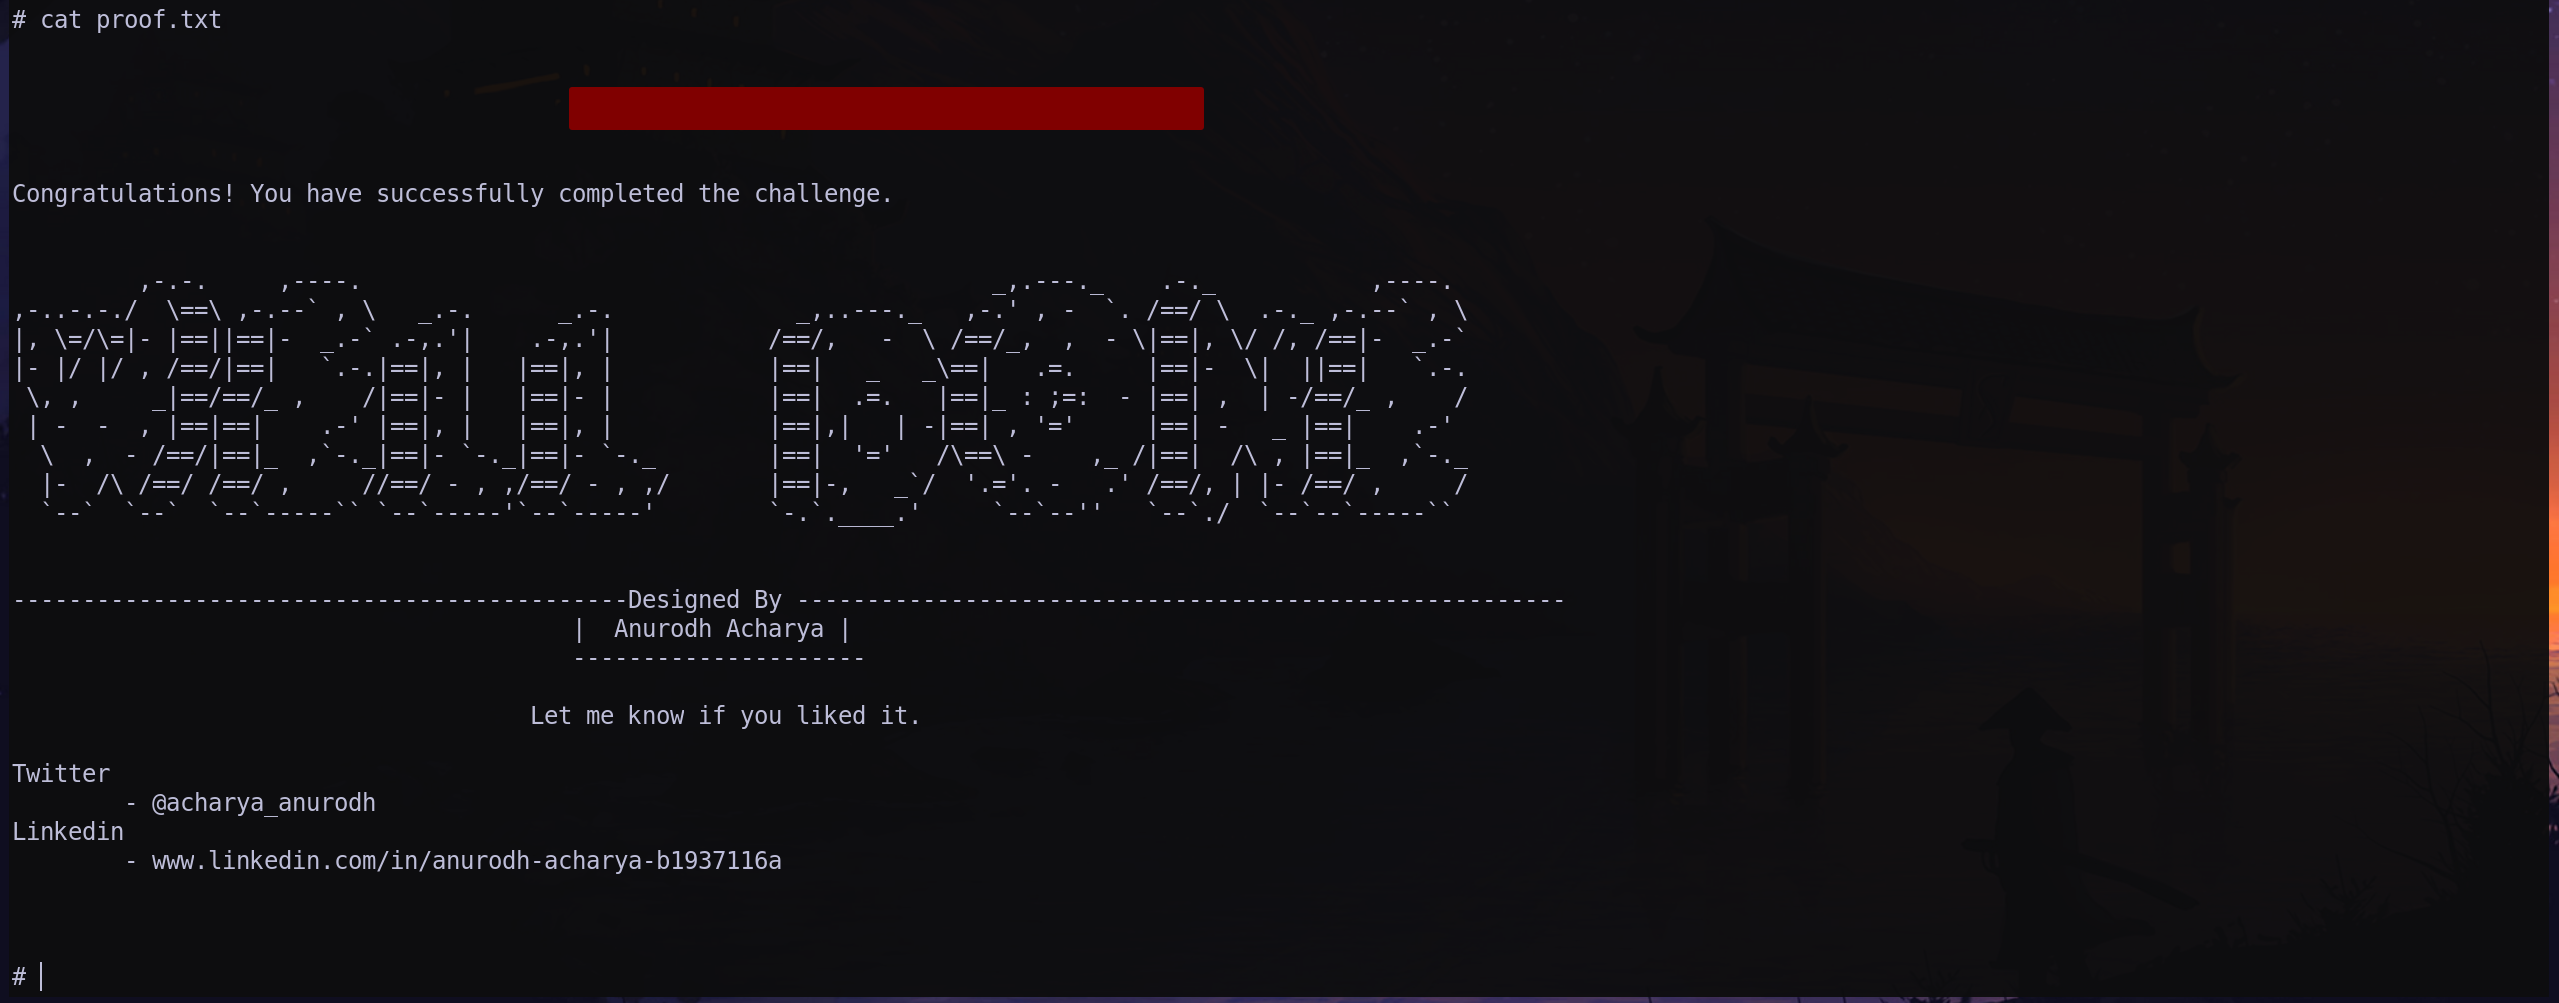 # cat proof.txt
Congratulations! You have successfully completed the challenge.
         ,-.-.     ,----.                                             _,.---._    .-._           ,----.
,-..-.-./  \==\ ,-.--` , \   _.-.      _.-.             _,..---._   ,-.' , -  `. /==/ \  .-._ ,-.--` , \
|, \=/\=|- |==||==|-  _.-` .-,.'|    .-,.'|           /==/,   -  \ /==/_,  ,  - \|==|, \/ /, /==|-  _.-`
|- |/ |/ , /==/|==|   `.-.|==|, |   |==|, |           |==|   _   _\==|   .=.     |==|-  \|  ||==|   `.-.
 \, ,     _|==/==/_ ,    /|==|- |   |==|- |           |==|  .=.   |==|_ : ;=:  - |==| ,  | -/==/_ ,    /
 | -  -  , |==|==|    .-' |==|, |   |==|, |           |==|,|   | -|==| , '='     |==| -   _ |==|    .-'
  \  ,  - /==/|==|_  ,`-._|==|- `-._|==|- `-._        |==|  '='   /\==\ -    ,_ /|==|  /\ , |==|_  ,`-._
  |-  /\ /==/ /==/ ,     //==/ - , ,/==/ - , ,/       |==|-,   _`/  '.='. -   .' /==/, | |- /==/ ,     /
  `--`  `--`  `--`-----`` `--`-----'`--`-----'        `-.`.____.'     `--`--''   `--`./  `--`--`-----``
--------------------------------------------Designed By -------------------------------------------------------
|  Anurodh Acharya |
---------------------
Let me know if you liked it.
Twitter
- @acharya_anurodh
Linkedin
- www.linkedin.com/in/anurodh-acharya-b1937116a
#